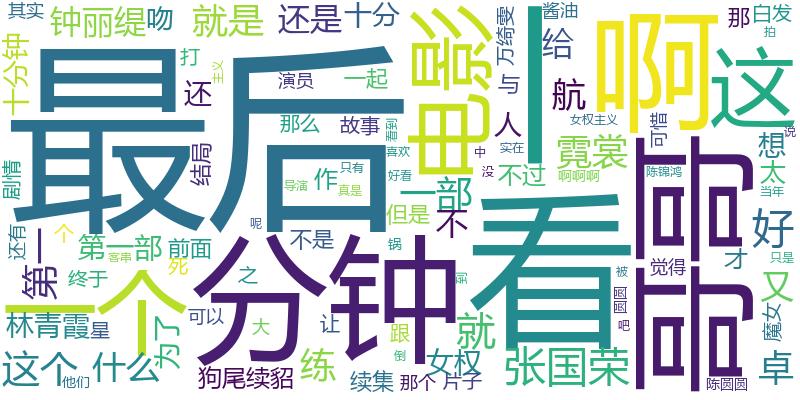 其实
钟丽缇
吻
就是
还是
十分
酱油
那
白发
拍
十分钟
打
主义
还
演员
一起
电影
与
万绮雯
给
航
啊
这
最后
那么
故事
看到
人
女权主义
可惜
说
剧情
结局
导演
作
只有
真是
喜欢
好看
中
没
实在
不过
霓裳
啊啊啊
陈锦鸿
想
太
当年
一部
但是
不
看
哥哥
还有
第一
个
第一部
前面
客串
呢
不是
分钟
锅
到
被
觉得
才
好
只是
终于
死
之
一个
林青霞
星
为了
可以
大
让
跟
倒
就
圆圆
吧
又
魔女
这个
他们
什么
狗尾续貂
练
续集
那个
片子
女权
张国荣
陈圆圆
卓